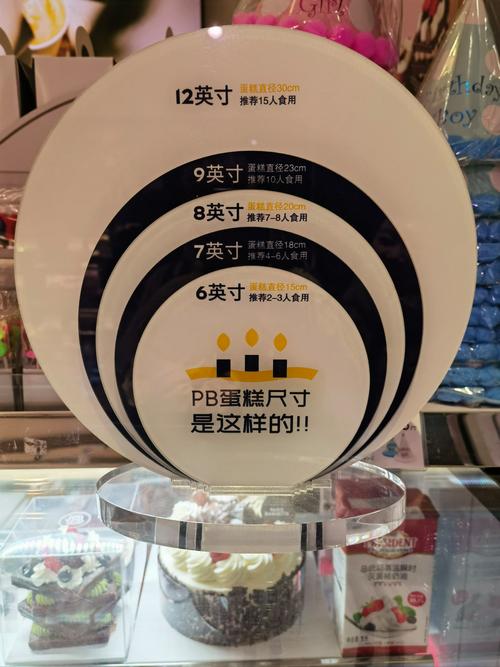 GIRL
12英寸 蛋糕直径30cm
推荐15人食用
9英寸 蛋糕直径23cm
推荐10人食用
8英寸 蛋糕直径20cm
推荐7-8人食用
7英寸 蛋糕直径18cm
推荐4-6人食用
6英寸 蛋糕直径15cm
推荐2-3人食用
PB蛋糕尺寸
是这样的!!
boy